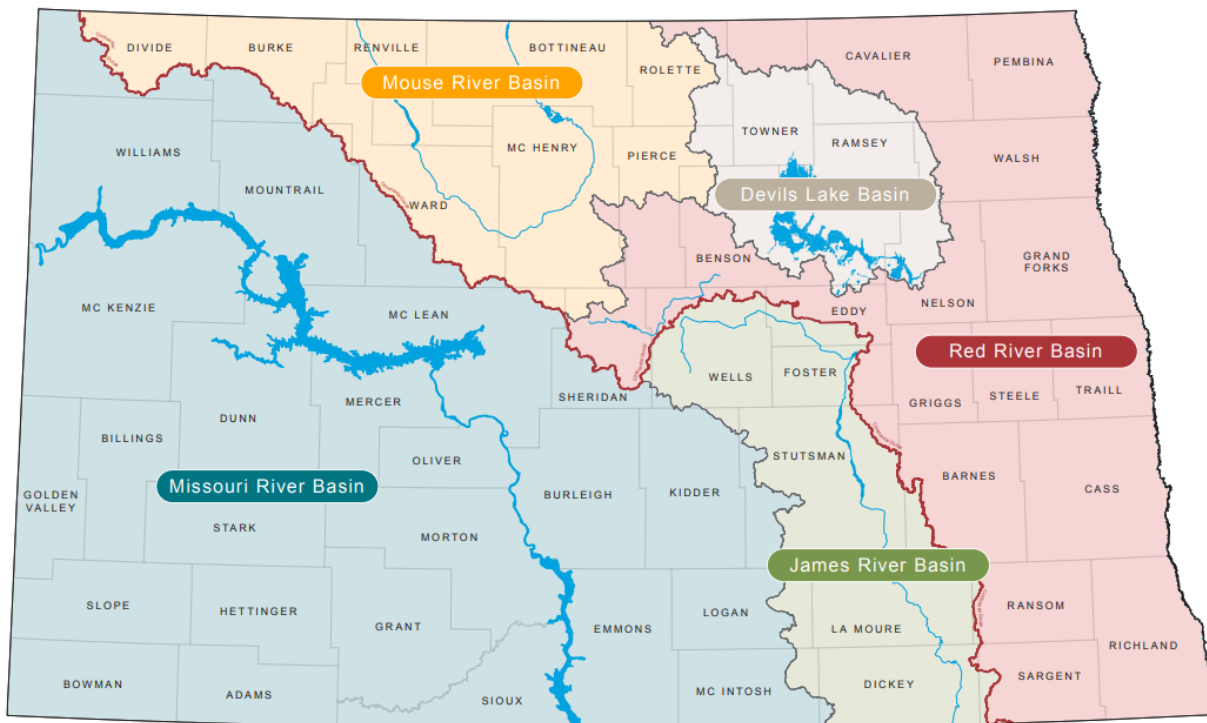 DIVIDE
BURKE
RENVILLE
BOTTINEAU
ROLETTE
CAVALIER
PEMBINA
Mouse River Basin
TOWNER
RAMSEY
WILLIAMS
MC HENRY
PIERCE
WALSH
MOUNTRAIL
WARD
Devils Lake Basin
BENSON
GRAND
FORKS
MC KENZIE
MC LEAN
EDDY
NELSON
Red River Basin
WELLS
FOSTER
DUNN
MERCER
SHERIDAN
GRIGGS
STEELE
TRAILL
BILLINGS
OLIVER
STUTSMAN
Missouri River Basin
GOLDEN
VALLEY
BURLEIGH
KIDDER
BARNES
CASS
STARK
MORTON
James River Basin
SLOPE
HETTINGER
GRANT
EMMONS
LOGAN
LA MOURE
RANSOM
RICHLAND
BOWMAN
ADAMS
SIOUX
MC INTOSH
DICKEY
SARGENT